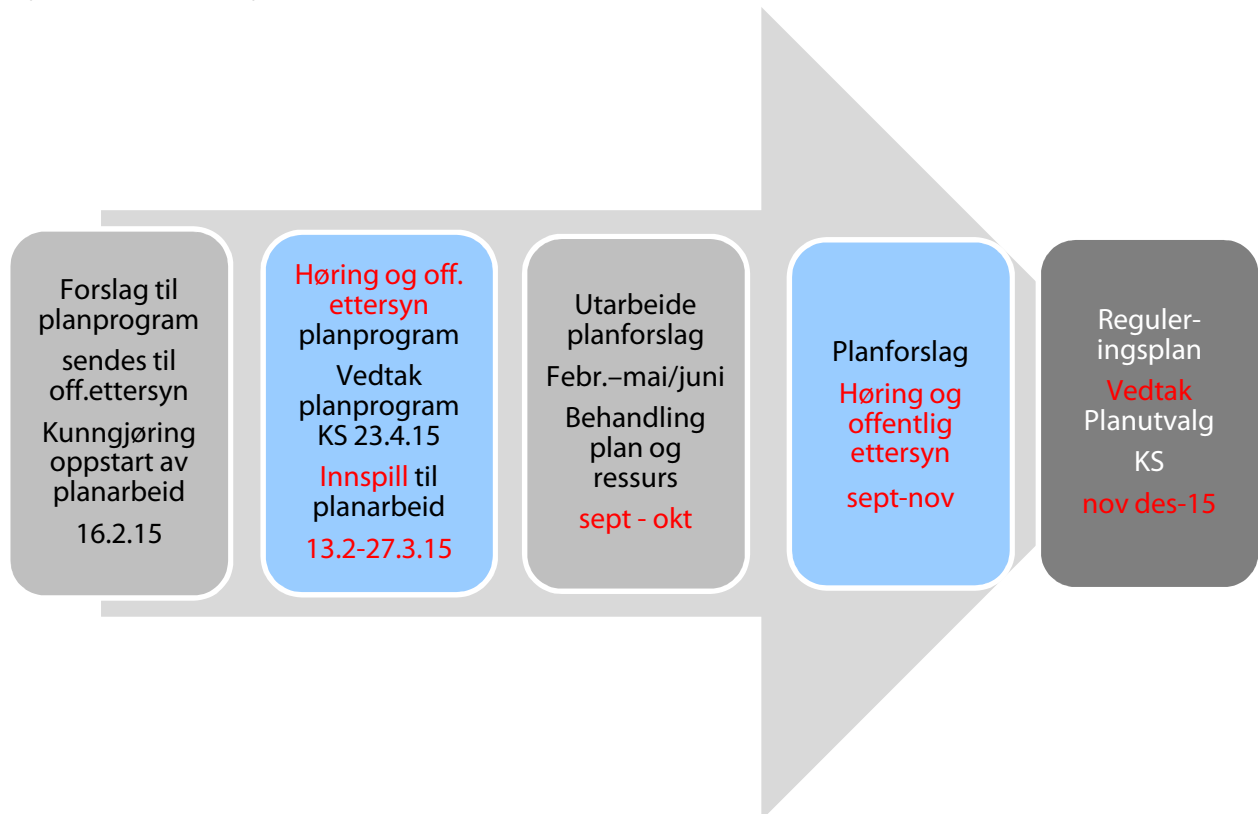 Forslag til
planprogram
sendes til
off.ettersyn
Kunngjøring
oppstart av
planarbeid
16.2.15
Høring og off.
ettersyn
planprogram
Vedtak
planprogram
KS 23.4.15
Innspill til
planarbeid
13.2-27.3.15
Utarbeide
planforslag
Febr.–mai/juni
Behandling
plan og
ressurs
sept - okt
Planforslag
Høring og
offentlig
ettersyn
sept-nov
Reguler-
ingsplan
Vedtak
Planutvalg
KS
nov des-15